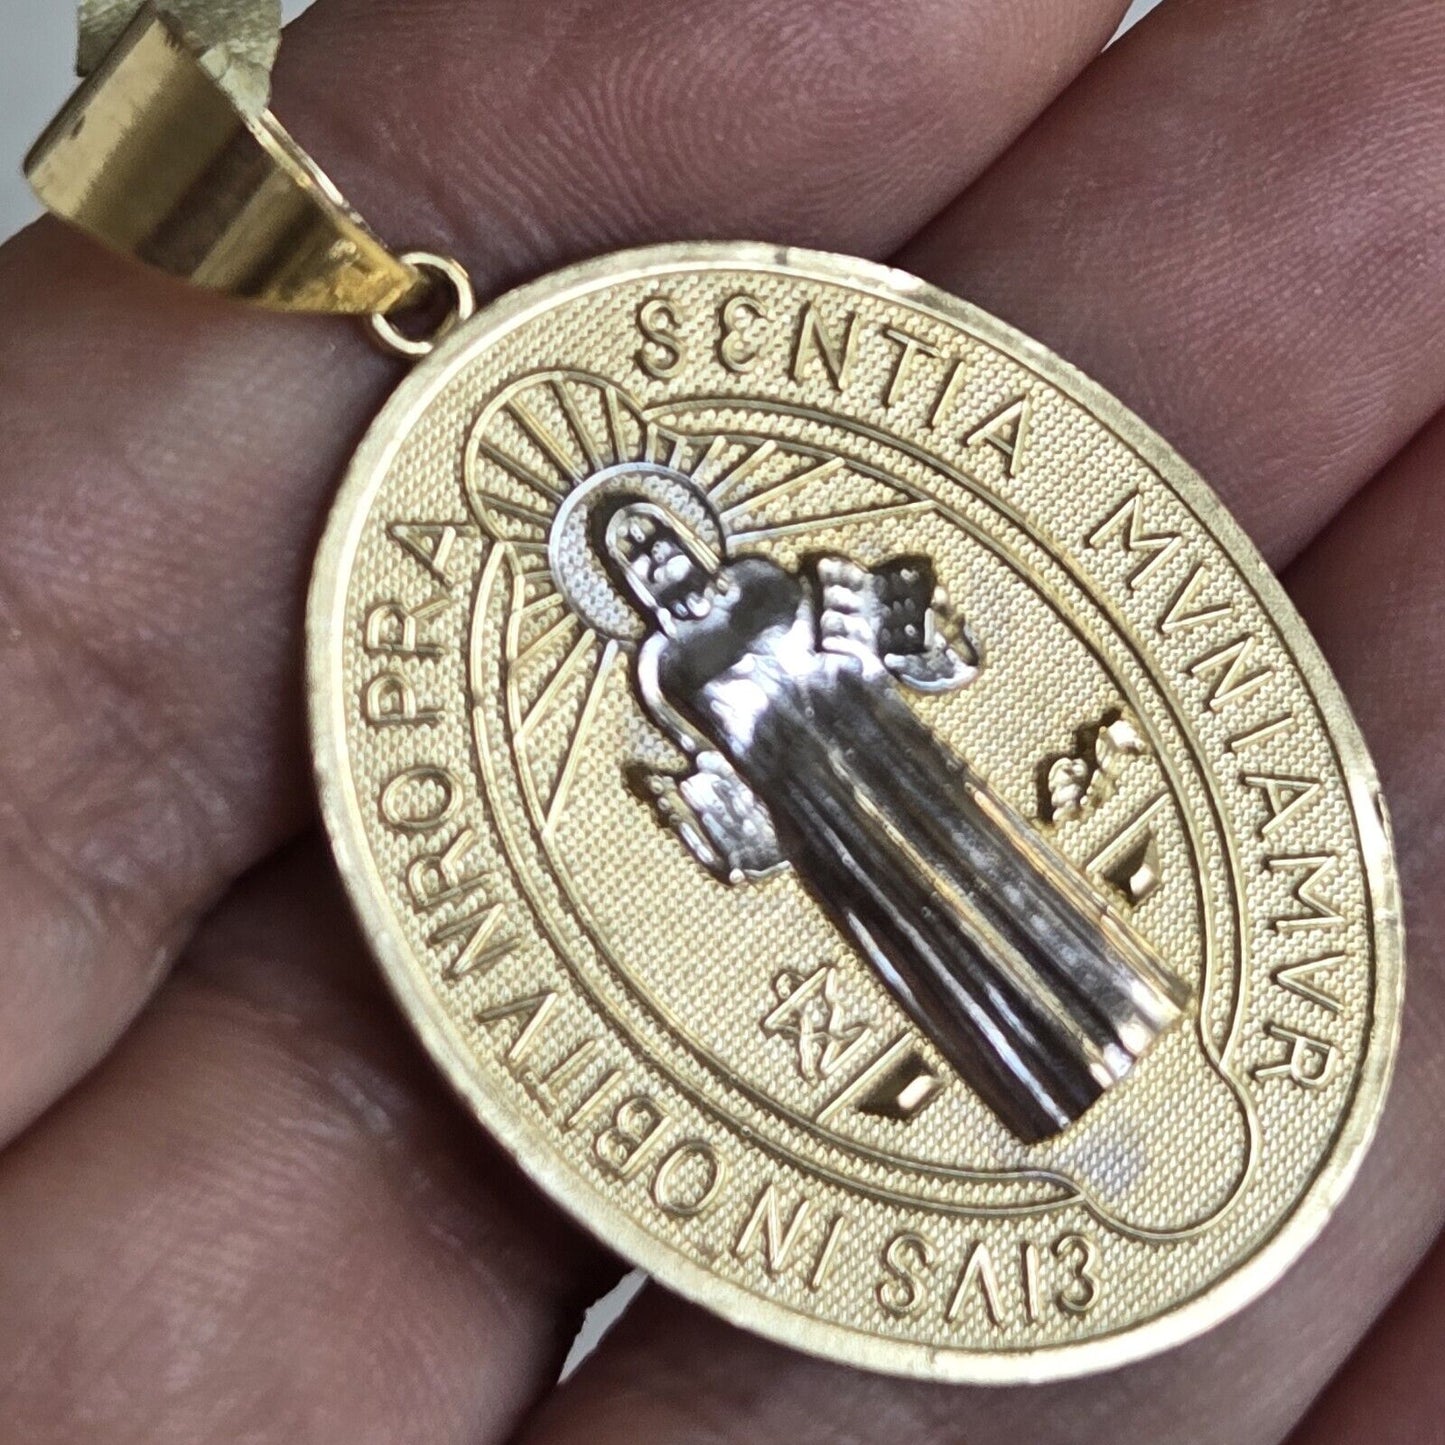 EIVS IN OBITV NRO PRA SENTIA MVNIAMVR